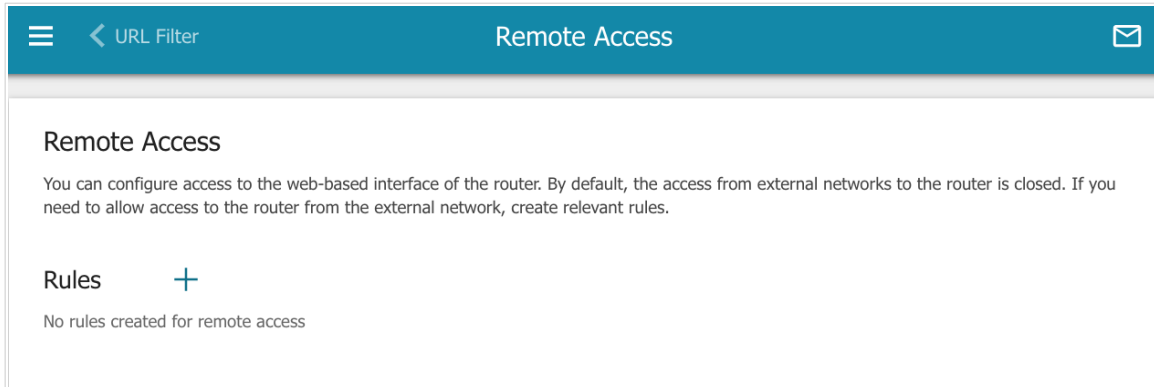 URL Filter
Remote Access
Remote Access
You can configure access to the web-based interface of the router. By default, the access from external networks to the router is closed. If you
need to allow access to the router from the external network, create relevant rules.
Rules
No rules created for remote access